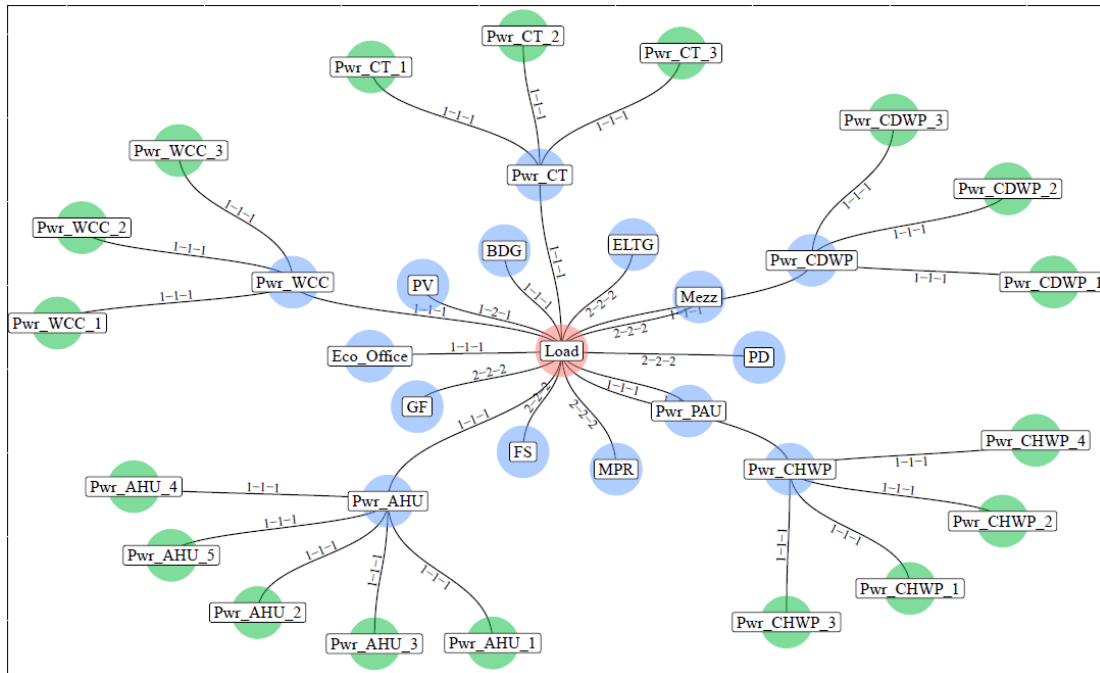 Pwr_CT_2
Pwr_CT_1
Pwr_CT_3
1-1-1
1-1-1
1-1-1
Pwr_CT
Pwr_WCC_3
Pwr_WCC_2
Pwr_WCC_1
1-1-1
1-1-1
1-1-1
Pwr_WCC
1-1-1
Pwr_CDWP_3
Pwr_CDWP_2
Pwr_CDWP_1
1-1-1
1-1-1
1-1-1
Pwr_CDWP
1-1-1
BDG
1-1-1
1-1-1
ELTG
2-2-2
PV
1-2-1
Mezz
2-2-2
Eco_Office
1-1-1
Load
2-2-2
PD
GF
2-2-2
FS
2-2-2
MPR
2-2-2
1-1-1
Pwr_PAU
1-1-1
Pwr_AHU
Pwr_AHU_4
1-1-1
Pwr_AHU_5
1-1-1
Pwr_AHU_2
1-1-1
Pwr_AHU_3
1-1-1
Pwr_AHU_1
1-1-1
Pwr_CHWP
Pwr_CHWP_4
1-1-1
Pwr_CHWP_2
1-1-1
Pwr_CHWP_1
1-1-1
Pwr_CHWP_3
1-1-1